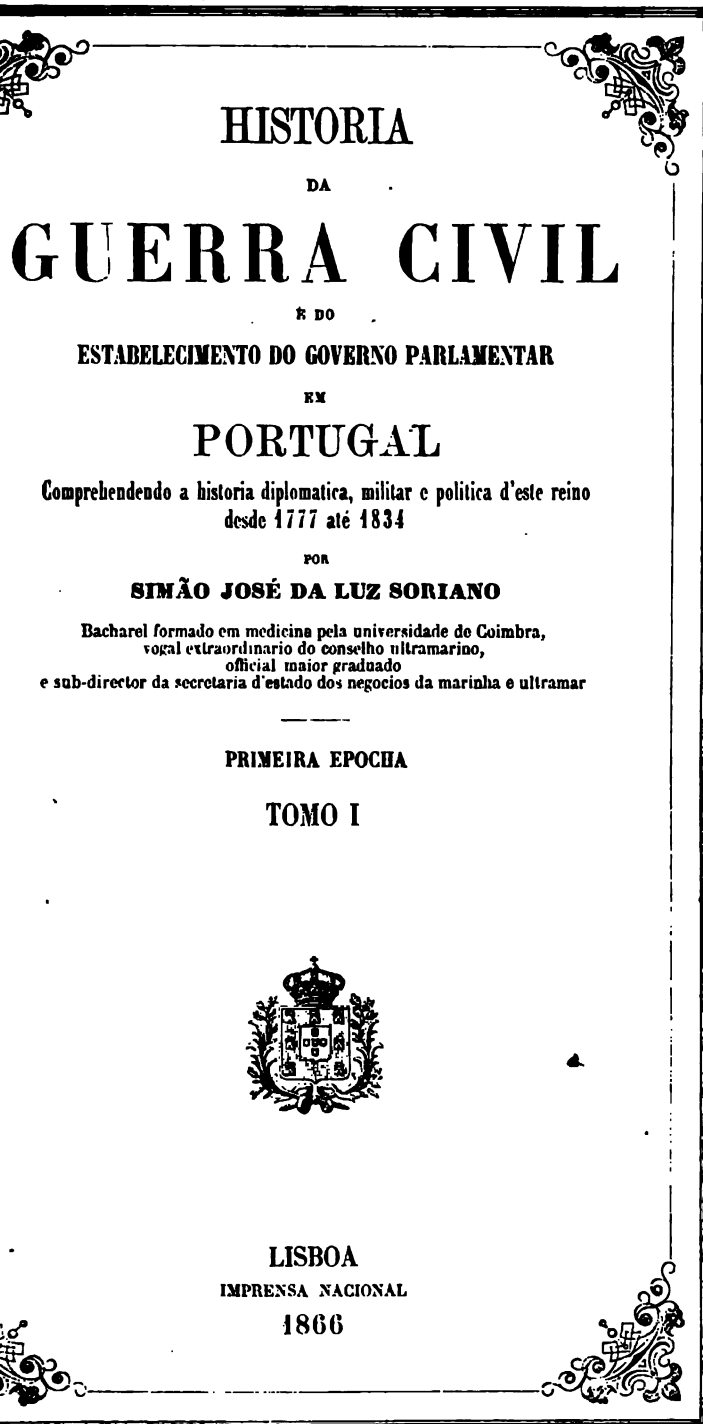 HISTORIA
DA
GUERRA CIVIL
E DO
ESTABELECIMENTO DO GOVERNO PARLAMENTAR
EM
PORTUGAL
Comprehendendo a historia diplomatica, militar e politica d'este reino
desde 1777 até 1834
POR
SIMÃO JOSÉ DA LUZ SORIANO
Bacharel formado em medicina pela universidade de Coimbra,
vogal extraordinario do conselho ultramarino,
official maior graduado
e sub-director da secretaria d'estado dos negocios da marinha e ultramar
PRIMEIRA EPOCHA
TOMO I
LISBOA
IMPRENSA NACIONAL
1866